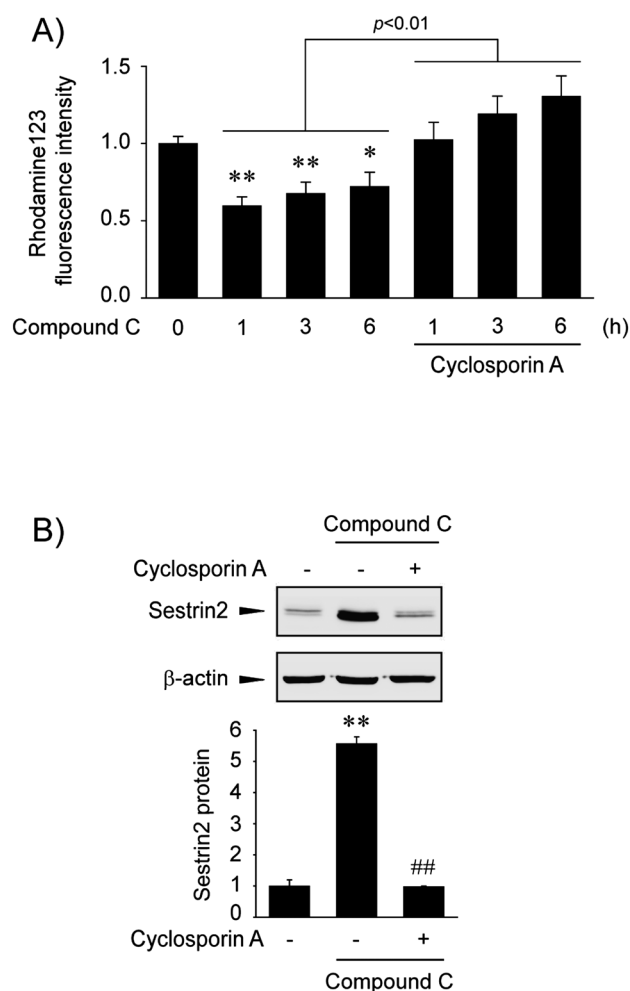 A)
p<0.01
Rhodamine123
fluorescence intensity
1.5
1.0
0.5
0.0
** ** *
Compound C 0 1 3 6 1 3 6 (h)
Cyclosporin A
B)
Compound C
Cyclosporin A - - +
Sestrin2
β-actin
Sestrin2 protein
6
5
4
3
2
1
0
**
##
Cyclosporin A - - +
Compound C